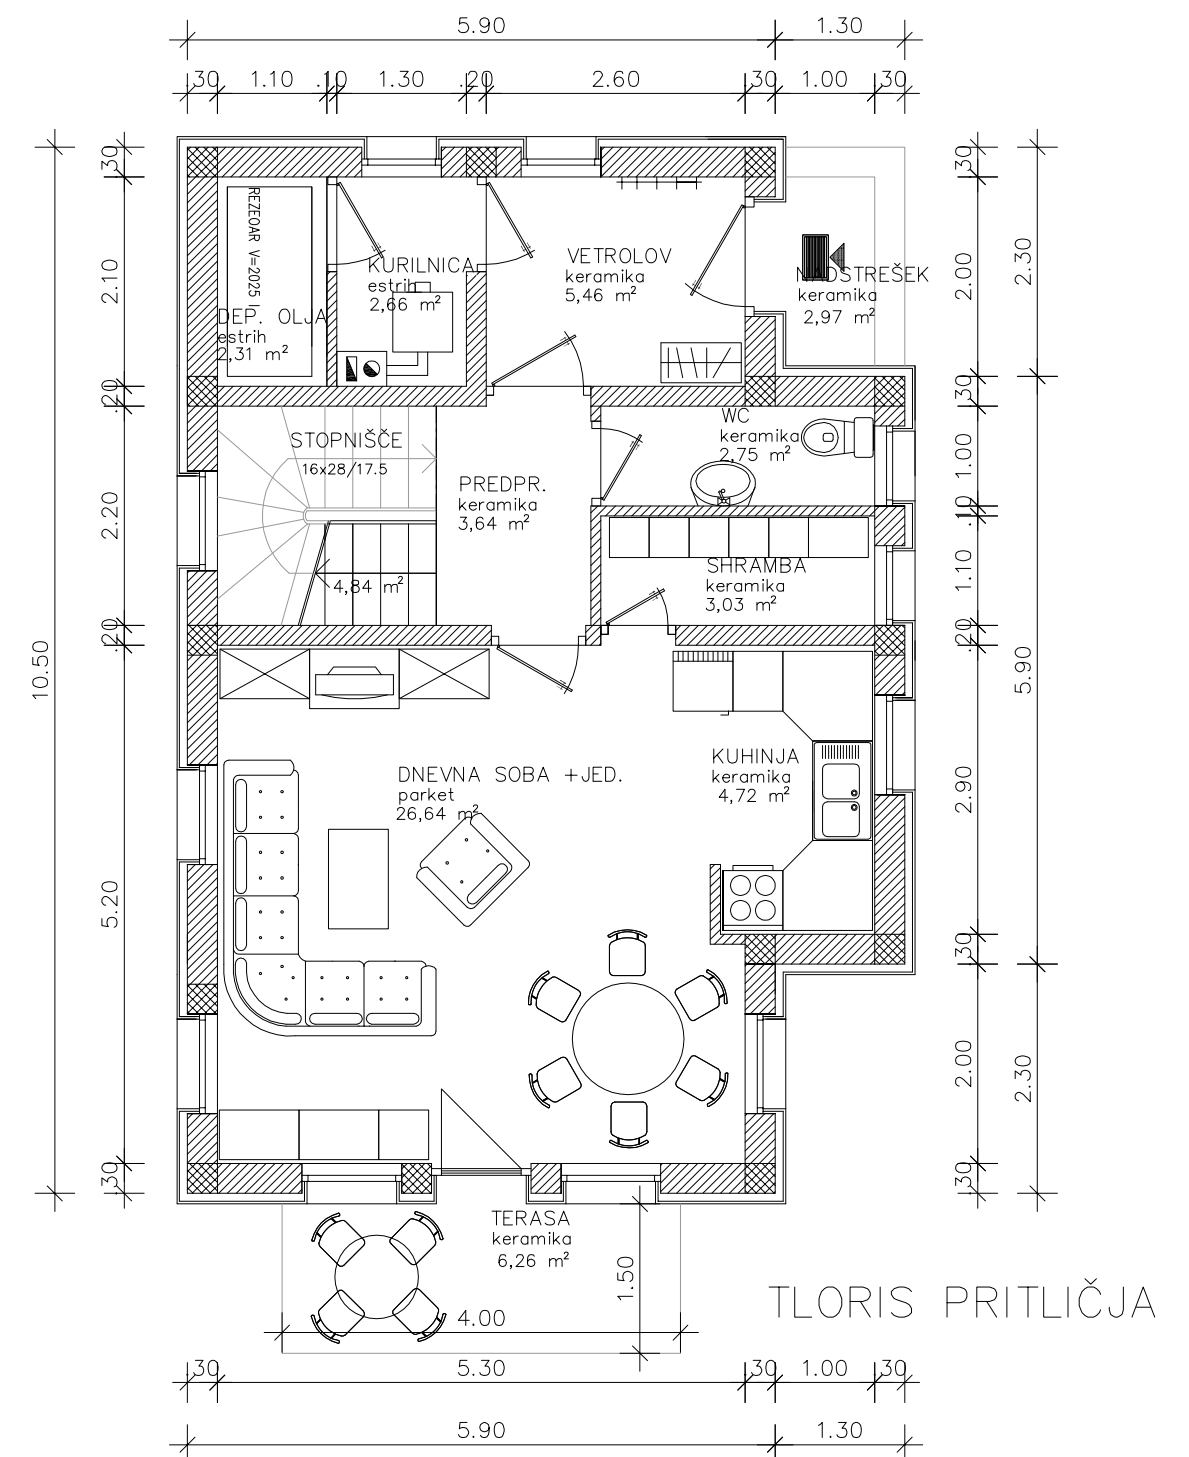 5.90 1.30
.30 1.10 .10 1.30 .20 2.60 .30 1.00 .30
REZEOAR V=2025 l
DEP. OLJA
estrih
2,31 m²
KURILNICA
estrih
2,66 m²
VETROLOV
keramika
5,46 m²
NADSTREŠEK
keramika
2,97 m²
STOPNIŠČE
16x28/17.5
4,84 m²
PREDPR.
keramika
3,64 m²
WC
keramika
2,75 m²
SHRAMBA
keramika
3,03 m²
DNEVNA SOBA +JED.
parket
26,64 m²
KUHINJA
keramika
4,72 m²
TERASA
keramika
6,26 m²
1.50
4.00
10.50
.30
2.10
.20
2.20
.20
5.20
.30
.30
2.00
.30
1.00
.10
1.10
.20
2.90
.30
2.00
.30
2.30
5.90
2.30
TLORIS PRITLIČJA
.30 5.30 .30 1.00 .30
5.90 1.30